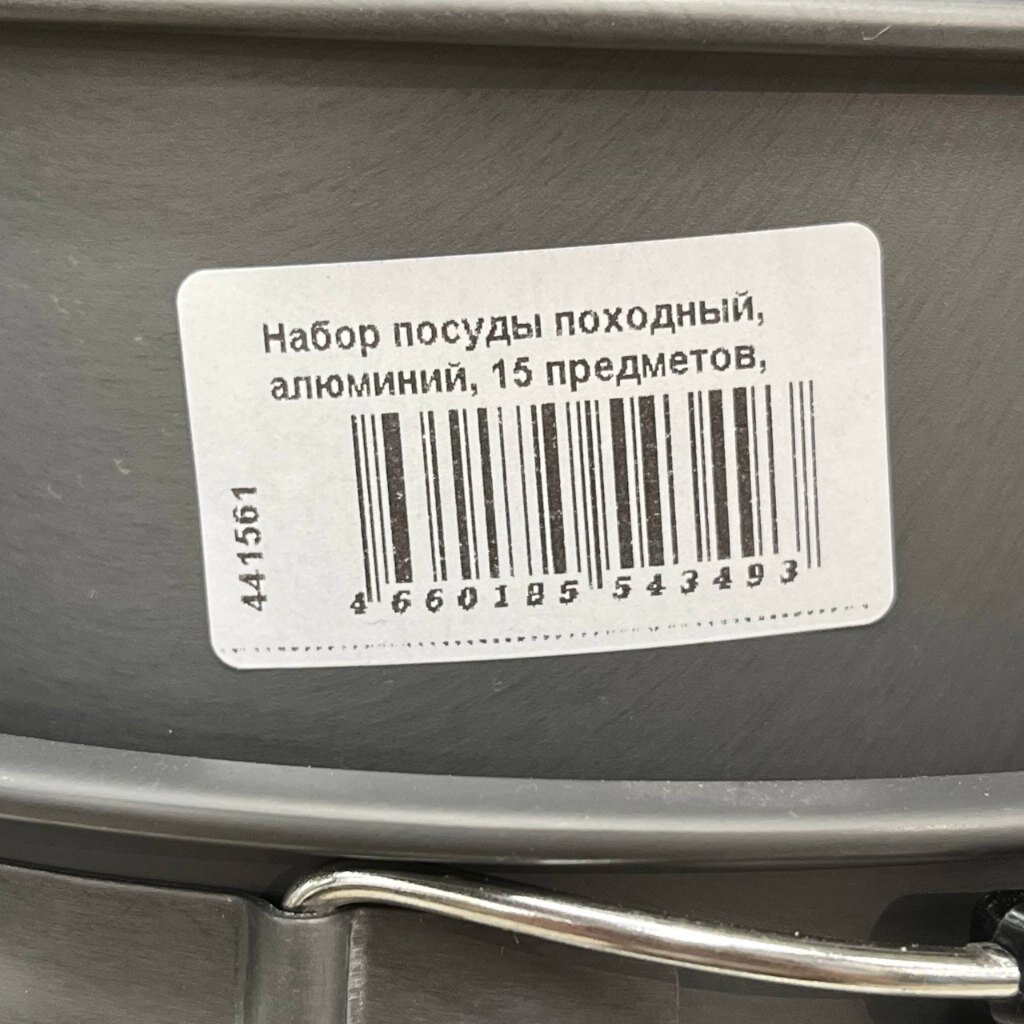 Набор посуды походный,
алюминий, 15 предметов,
441561
4 660185 543493